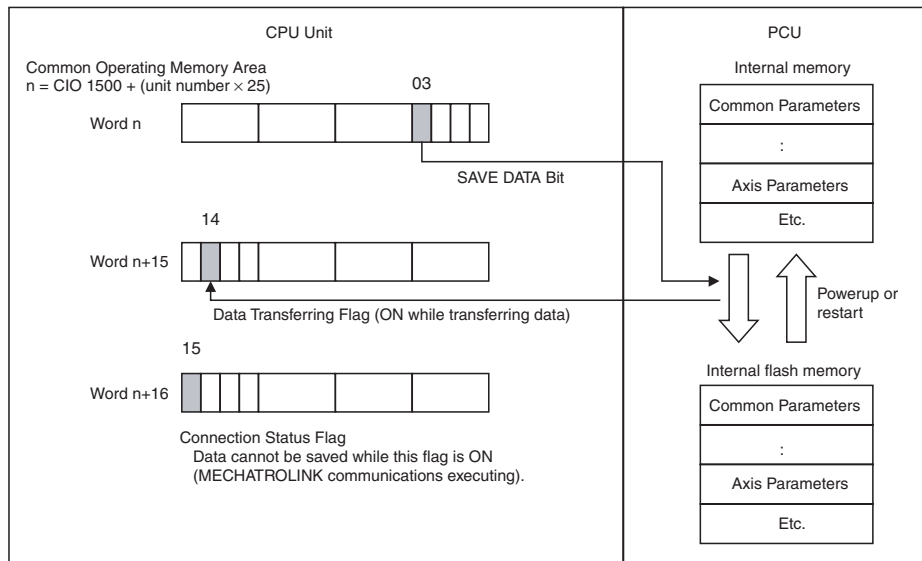 CPU Unit
Common Operating Memory Area
n = CIO 1500 + (unit number × 25)
03
Word n
SAVE DATA Bit
14
Word n+15
Data Transferring Flag (ON while transferring data)
15
Word n+16
Connection Status Flag
Data cannot be saved while this flag is ON
(MECHATROLINK communications executing).
PCU
Internal memory
Common Parameters
:
Axis Parameters
Etc.
Powerup or
restart
Internal flash memory
Common Parameters
:
Axis Parameters
Etc.